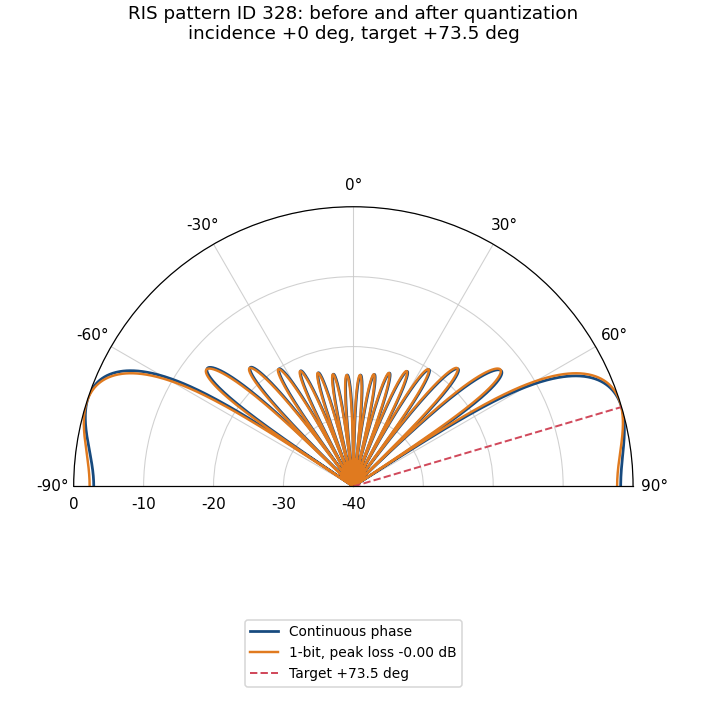 RIS pattern ID 328: before and after quantization
incidence +0 deg, target +73.5 deg
0°
-30°
30°
-60°
60°
-90°
90°
0
-10
-20
-30
-40
Continuous phase
1-bit, peak loss -0.00 dB
Target +73.5 deg